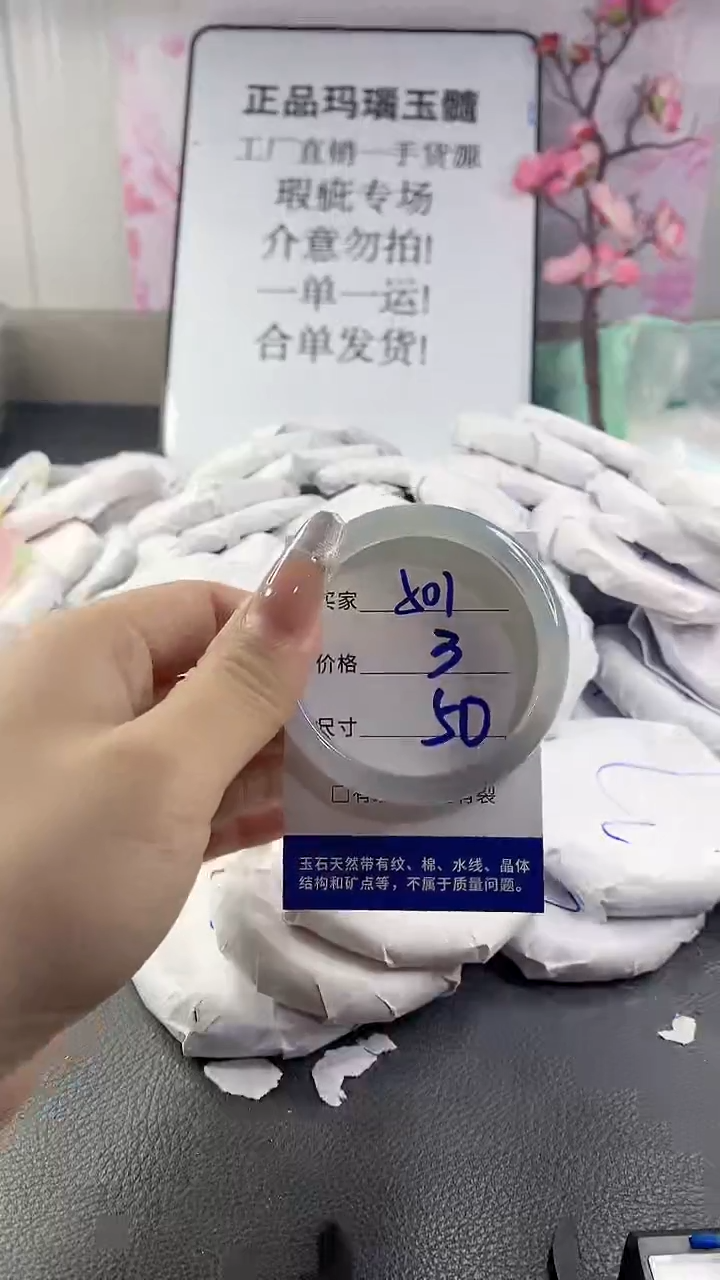 正品玛瑙玉髓
工厂直销一手货源
瑕疵专场
介意勿拍!
一单一运!
合单发货!
买家
价格 3
尺寸 50
玉石天然带有纹、棉、水线、晶体
结构和矿点等，不属于质量问题。